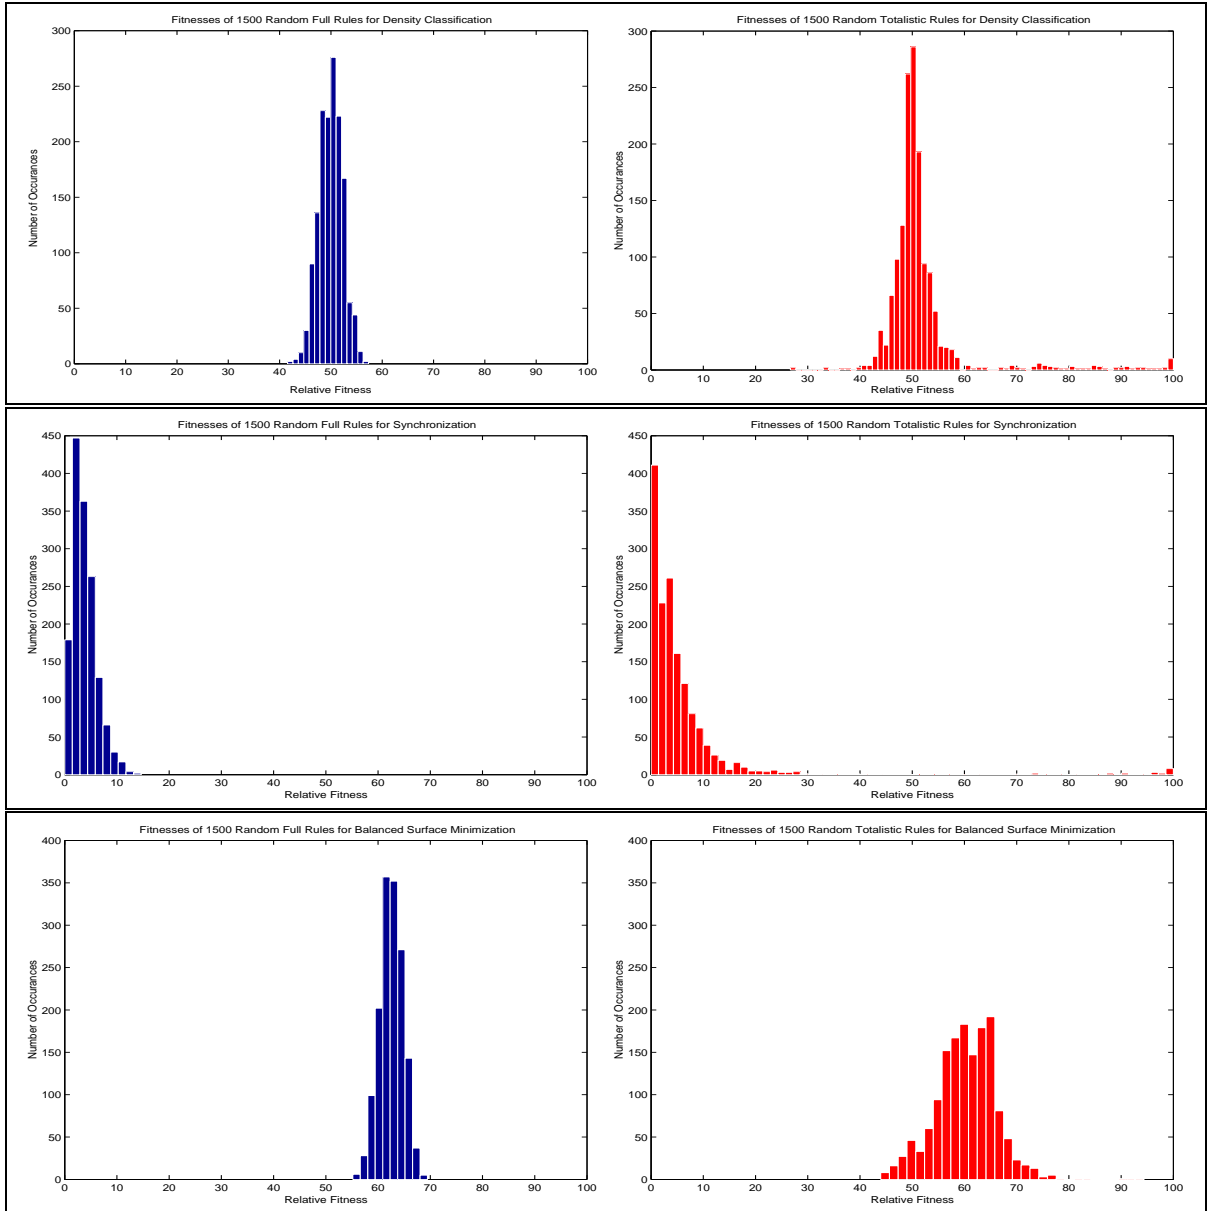 Fitnesses of 1500 Random Full Rules for Density Classification
Number of Occurances
300
250
200
150
100
50
0
0 10 20 30 40 50 60 70 80 90 100
Relative Fitness
Fitnesses of 1500 Random Totalistic Rules for Density Classification
Number of Occurances
300
250
200
150
100
50
0
0 10 20 30 40 50 60 70 80 90 100
Relative Fitness
Fitnesses of 1500 Random Full Rules for Synchronization
Number of Occurances
450
400
350
300
250
200
150
100
50
0
0 10 20 30 40 50 60 70 80 90 100
Relative Fitness
Fitnesses of 1500 Random Totalistic Rules for Synchronization
Number of Occurances
450
400
350
300
250
200
150
100
50
0
0 10 20 30 40 50 60 70 80 90 100
Relative Fitness
Fitnesses of 1500 Random Full Rules for Balanced Surface Minimization
Number of Occurances
400
350
300
250
200
150
100
50
0
0 10 20 30 40 50 60 70 80 90 100
Relative Fitness
Fitnesses of 1500 Random Totalistic Rules for Balanced Surface Minimization
Number of Occurances
400
350
300
250
200
150
100
50
0
0 10 20 30 40 50 60 70 80 90 100
Relative Fitness